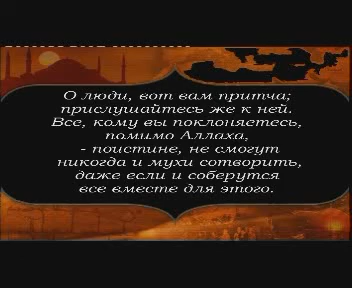 О люди, вот вам притча;
прислушайтесь же к ней.
Все, кому вы поклоняетесь,
помимо Аллаха,
- поистине, не смогут
никогда и мухи сотворить,
даже если и соберутся
все вместе для этого.